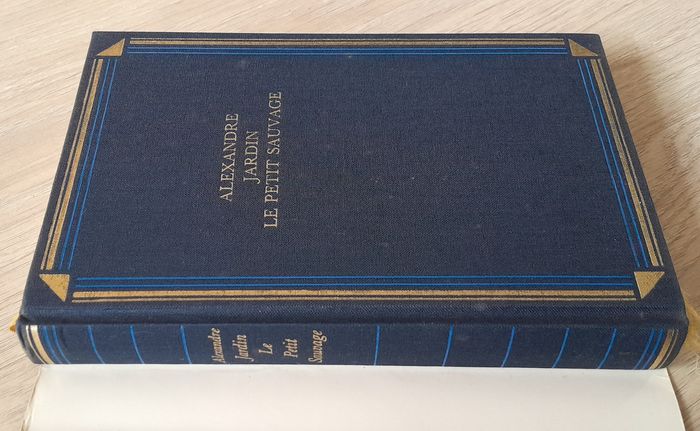 ALEXANDRE
JARDIN
LE PETIT SAUVAGE
Alexandre
Jardin
Le
Petit
Sauvage